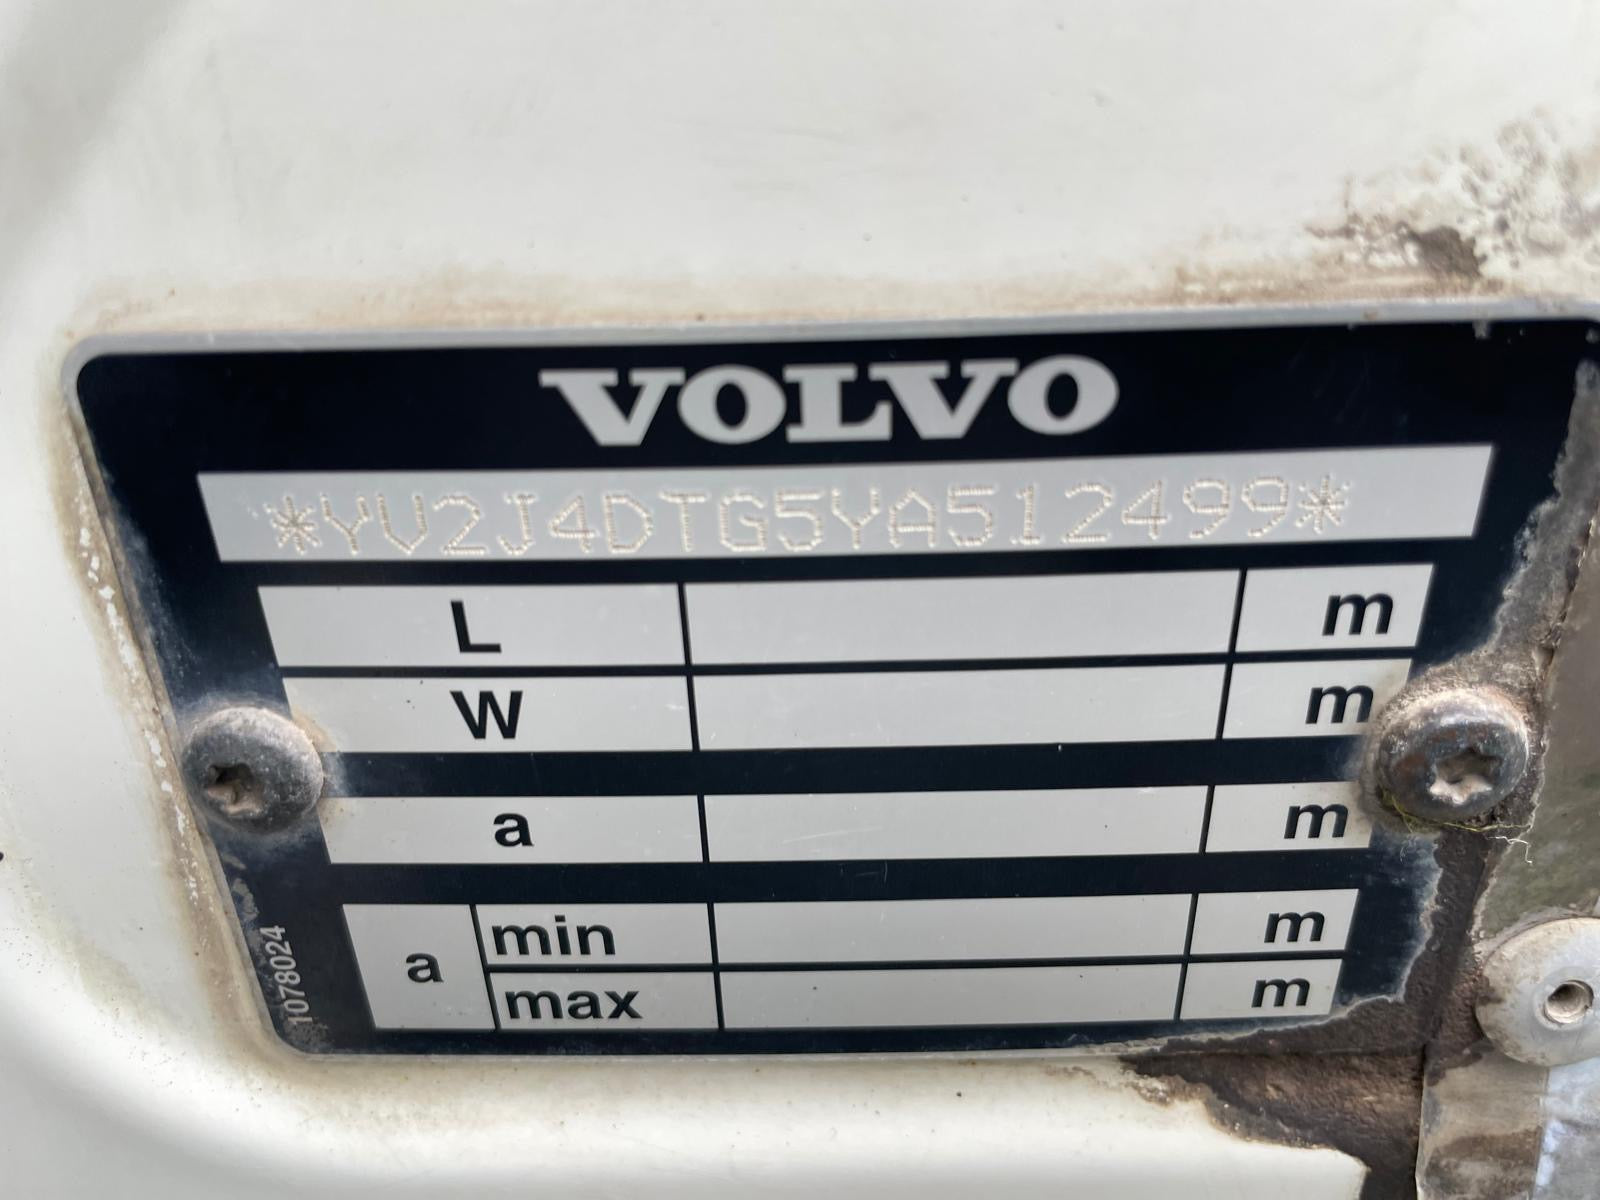 VOLVO
*YV2J4DTG5YA512499*
L m
W m
a m
a min m
max m
1078024